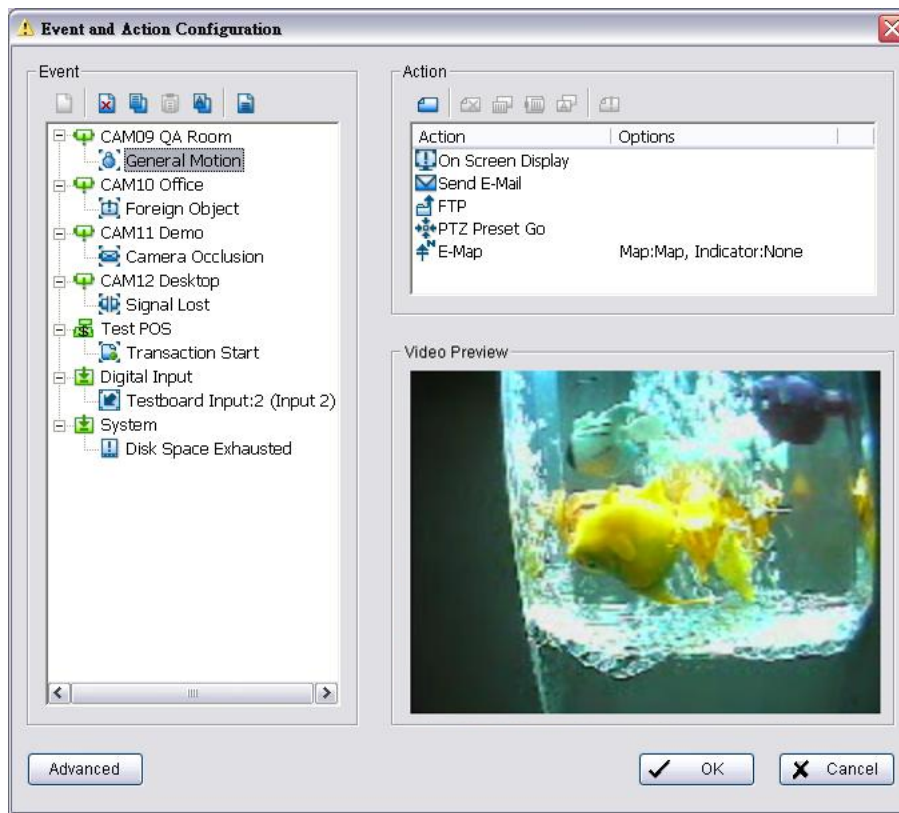 Event and Action Configuration
Event
CAM09 QA Room
General Motion
CAM10 Office
Foreign Object
CAM11 Demo
Camera Occlusion
CAM12 Desktop
Signal Lost
Test POS
Transaction Start
Digital Input
Testboard Input:2 (Input 2)
System
Disk Space Exhausted
Action
Action Options
On Screen Display
Send E-Mail
FTP
PTZ Preset Go
E-Map Map:Map, Indicator:None
Video Preview
Advanced
OK
Cancel